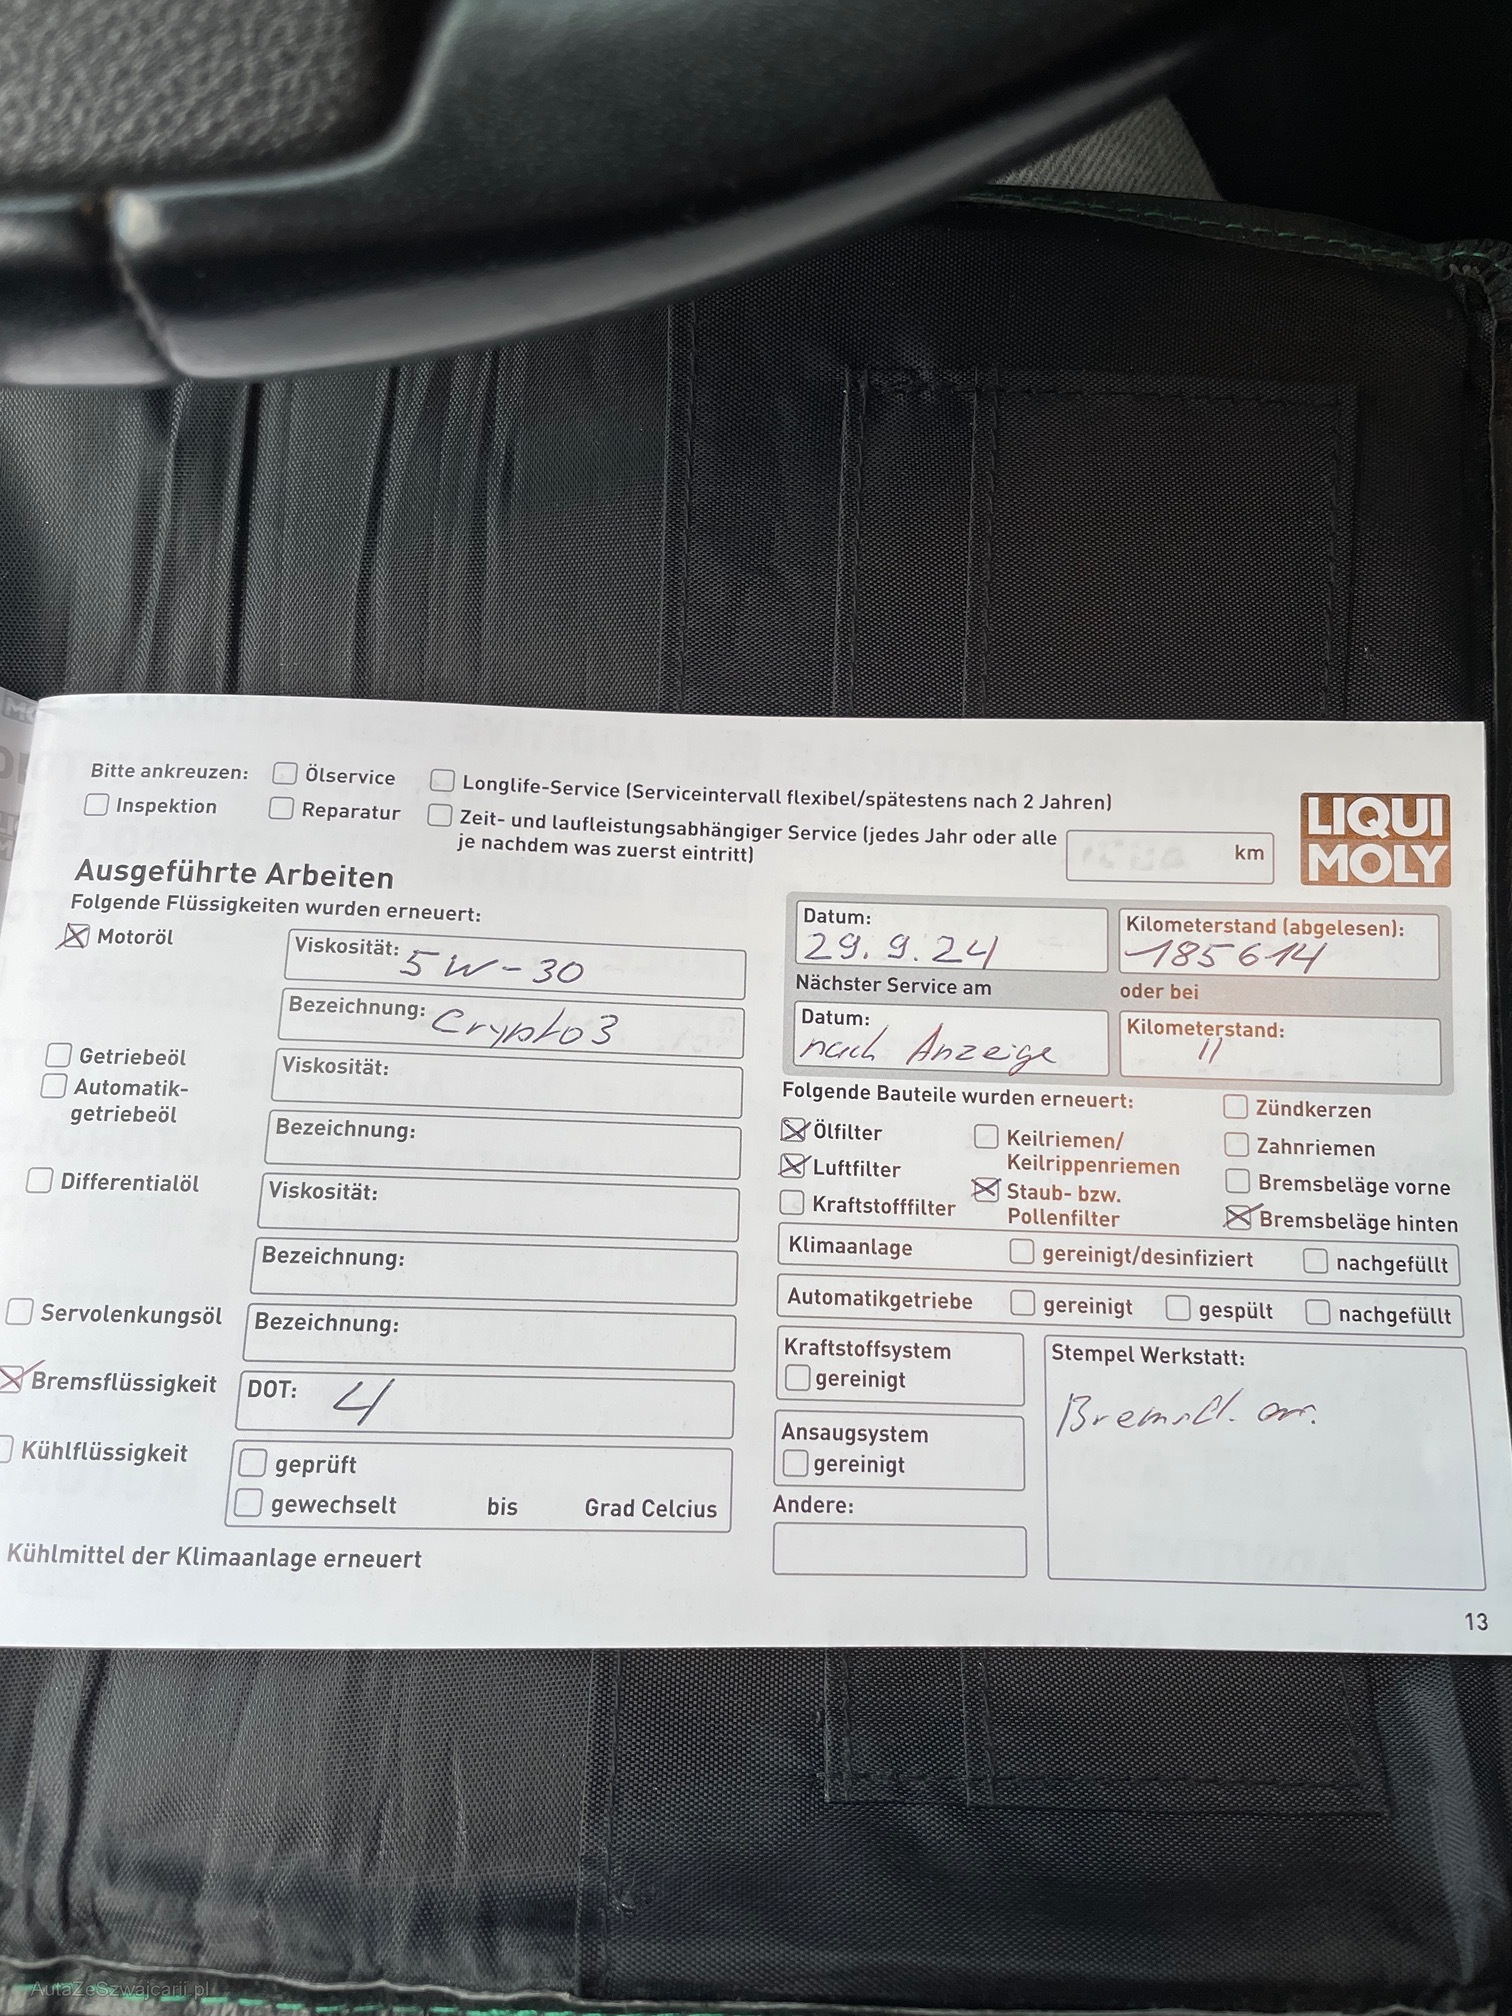 Bitte ankreuzen: Ölservice Longlife-Service (Serviceintervall flexibel/spätestens nach 2 Jahren)
Inspektion Reparatur Zeit- und laufleistungsabhängiger Service (jedes Jahr oder alle km
je nachdem was zuerst eintritt)
LIQUI
MOLY
Ausgeführte Arbeiten
Folgende Flüssigkeiten wurden erneuert:
Motoröl Viskosität: 5W-30
Bezeichnung: Crypto3
Getriebeöl Viskosität:
Automatik-
getriebeöl Bezeichnung:
Differentialöl Viskosität:
Bezeichnung:
Servolenkungsöl Bezeichnung:
Bremsflüssigkeit DOT: 4
Kühlflüssigkeit geprüft
gewechselt bis Grad Celcius
Kühlmittel der Klimaanlage erneuert
Datum: Kilometerstand (abgelesen):
29.9.24 185614
Nächster Service am oder bei
Datum: Kilometerstand:
nach Anzeige 11
Folgende Bauteile wurden erneuert: Zündkerzen
Ölfilter Keilriemen/ Zahnriemen
Keilrippenriemen
Luftfilter Staub- bzw. Bremsbeläge vorne
Kraftstofffilter Pollenfilter Bremsbeläge hinten
Klimaanlage gereinigt/desinfiziert nachgefüllt
Automatikgetriebe gereinigt gespült nachgefüllt
Kraftstoffsystem
gereinigt
Ansaugsystem
gereinigt
Andere:
Stempel Werkstatt:
13
AutaZeSzwajcarii.pl